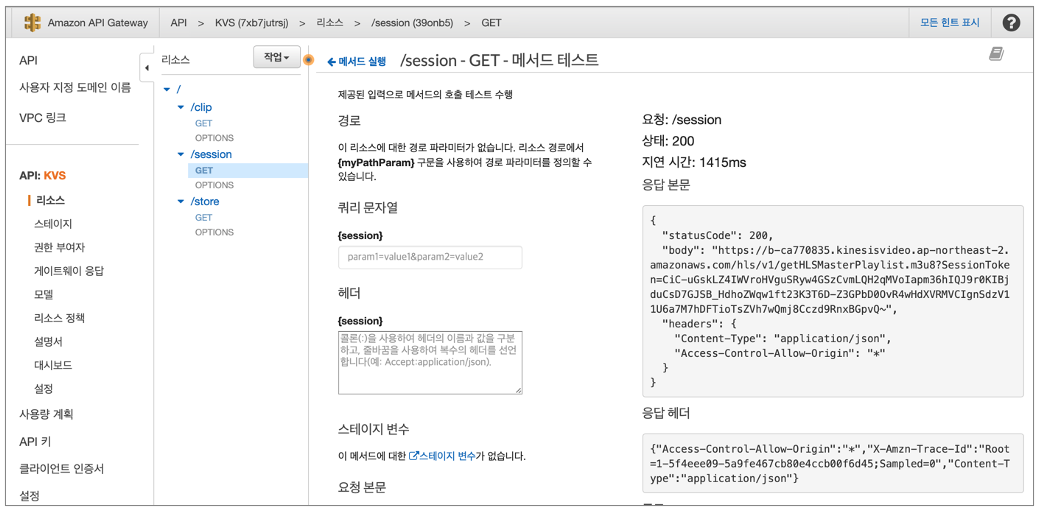 Amazon API Gateway
API > KVS (7xb7jutrsj) > 리소스 > /session (39onb5) > GET
모든 힌트 표시
?
API
사용자 지정 도메인 이름
VPC 링크
API: KVS
리소스
스테이지
권한 부여자
게이트웨이 응답
모델
리소스 정책
설명서
대시보드
설정
사용량 계획
API 키
클라이언트 인증서
설정
리소스
작업
/
/clip
GET
OPTIONS
/session
GET
OPTIONS
/store
GET
OPTIONS
메서드 실행
/session - GET - 메서드 테스트
제공된 입력으로 메서드의 호출 테스트 수행
경로
이 리소스에 대한 경로 파라미터가 없습니다. 리소스 경로에서
{myPathParam} 구문을 사용하여 경로 파라미터를 정의할 수
있습니다.
쿼리 문자열
{session}
param1=value1&param2=value2
헤더
{session}
콜론(:)을 사용하여 헤더의 이름과 값을 구분
하고, 줄바꿈을 사용하여 복수의 헤더를 선언
합니다(예: Accept:application/json).
스테이지 변수
이 메서드에 대한 스테이지 변수가 없습니다.
요청 본문
요청: /session
상태: 200
지연 시간: 1415ms
응답 본문
{
"statusCode": 200,
"body": "https://b-ca770835.kinesisvideo.ap-northeast-2.
amazonaws.com/hls/v1/getHLSMasterPlaylist.m3u8?SessionToke
n=CiC-uGskLZ4IWVroHVguSRyw4GSzCvmLQH2qMVoIapm36hIQJ9r0KIBj
duCsD7GJSB_HdhoZWqw1ft23K3T6D-Z3GPbD0OvR4wHdXVRMVCIgnSdzV1
1U6a7M7hDFTioTsZVh7wQmj8Cczd9RnxBGpvQ~",
"headers": {
"Content-Type": "application/json",
"Access-Control-Allow-Origin": "*"
}
}
응답 헤더
{"Access-Control-Allow-Origin":"*","X-Amzn-Trace-Id":"Root
=1-5f4eee09-5a9fe467cb80e4ccb00f6d45;Sampled=0","Content-T
ype":"application/json"}